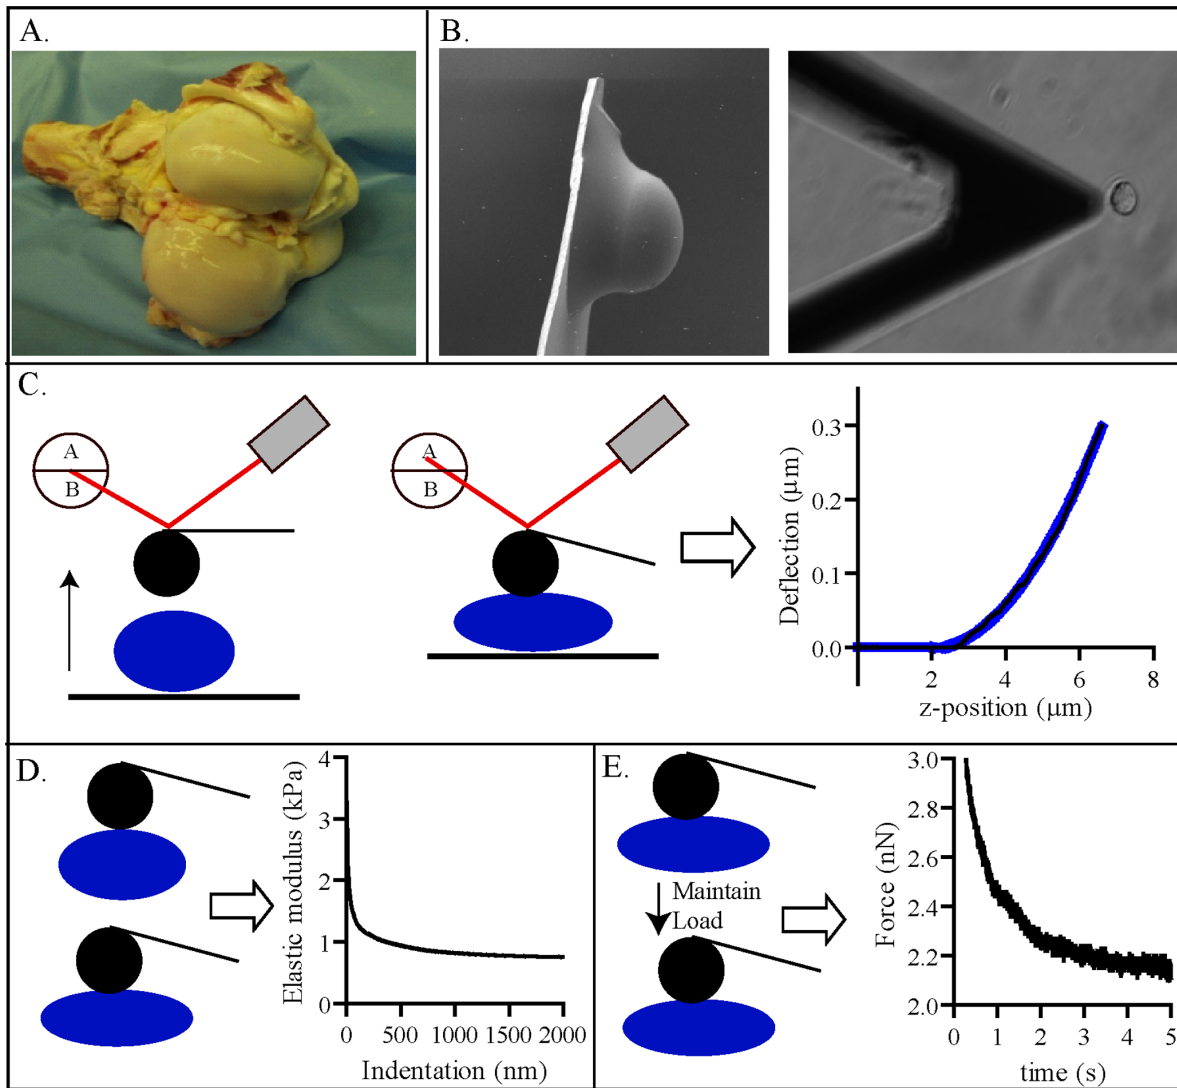 A.
B.
C.
A
B
A
B
Deflection (μm)
0.3
0.2
0.1
0.0
2 4 6 8
z-position (μm)
D.
Elastic modulus (kPa)
4
3
2
1
0
0 500 1000 1500 2000
Indentation (nm)
E.
Maintain
Load
Force (nN)
3.0
2.8
2.6
2.4
2.2
2.0
0 1 2 3 4 5
time (s)